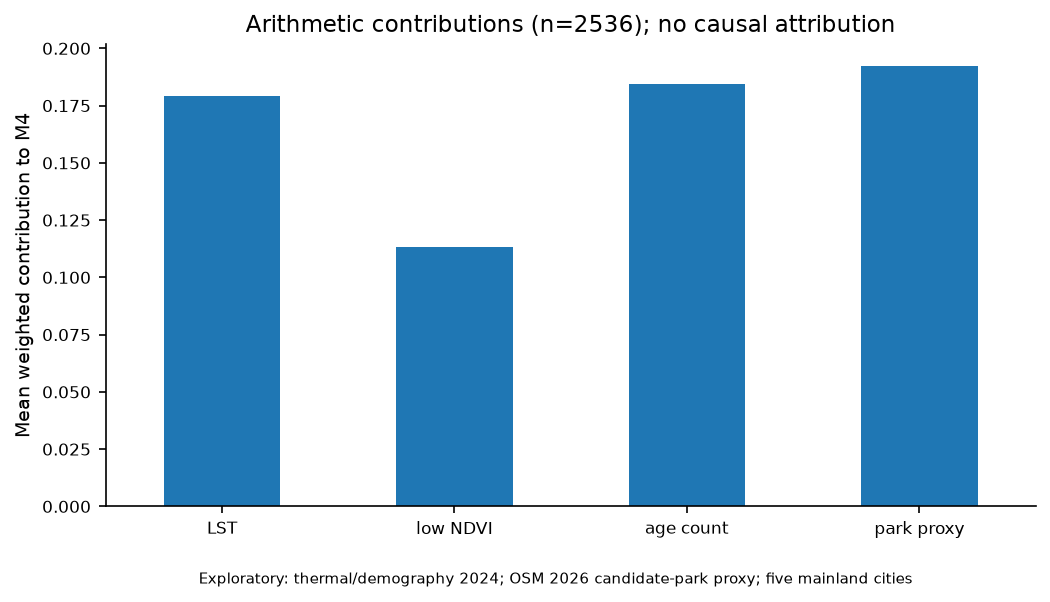 Arithmetic contributions (n=2536); no causal attribution
Mean weighted contribution to M4
0.200
0.175
0.150
0.125
0.100
0.075
0.050
0.025
0.000
LST
low NDVI
age count
park proxy
Exploratory: thermal/demography 2024; OSM 2026 candidate-park proxy; five mainland cities